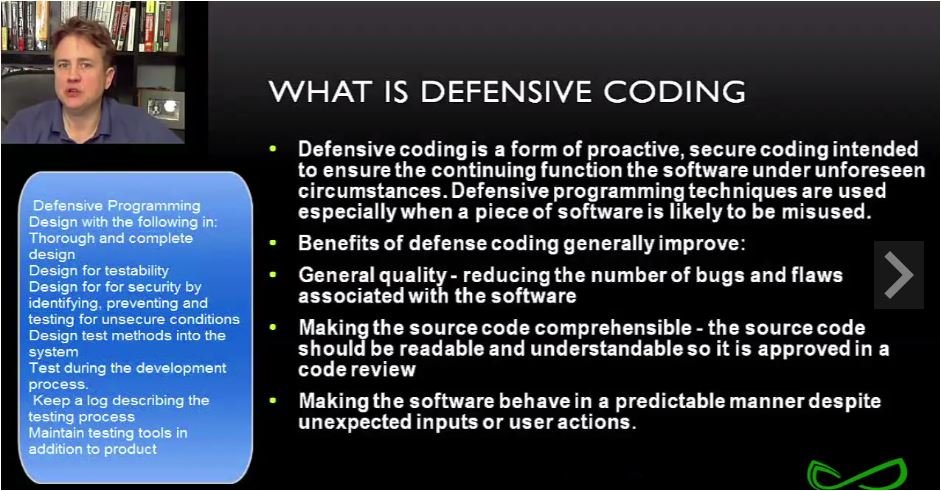 WHAT IS DEFENSIVE CODING
• Defensive coding is a form of proactive, secure coding intended
to ensure the continuing function the software under unforeseen
circumstances. Defensive programming techniques are used
especially when a piece of software is likely to be misused.
• Benefits of defense coding generally improve:
• General quality - reducing the number of bugs and flaws
associated with the software
• Making the source code comprehensible - the source code
should be readable and understandable so it is approved in a
code review
• Making the software behave in a predictable manner despite
unexpected inputs or user actions.
Defensive Programming
Design with the following in:
Thorough and complete
design
Design for testability
Design for for security by
identifying, preventing and
testing for unsecure conditions
Design test methods into the
system
Test during the development
process.
Keep a log describing the
testing process
Maintain testing tools in
addition to product